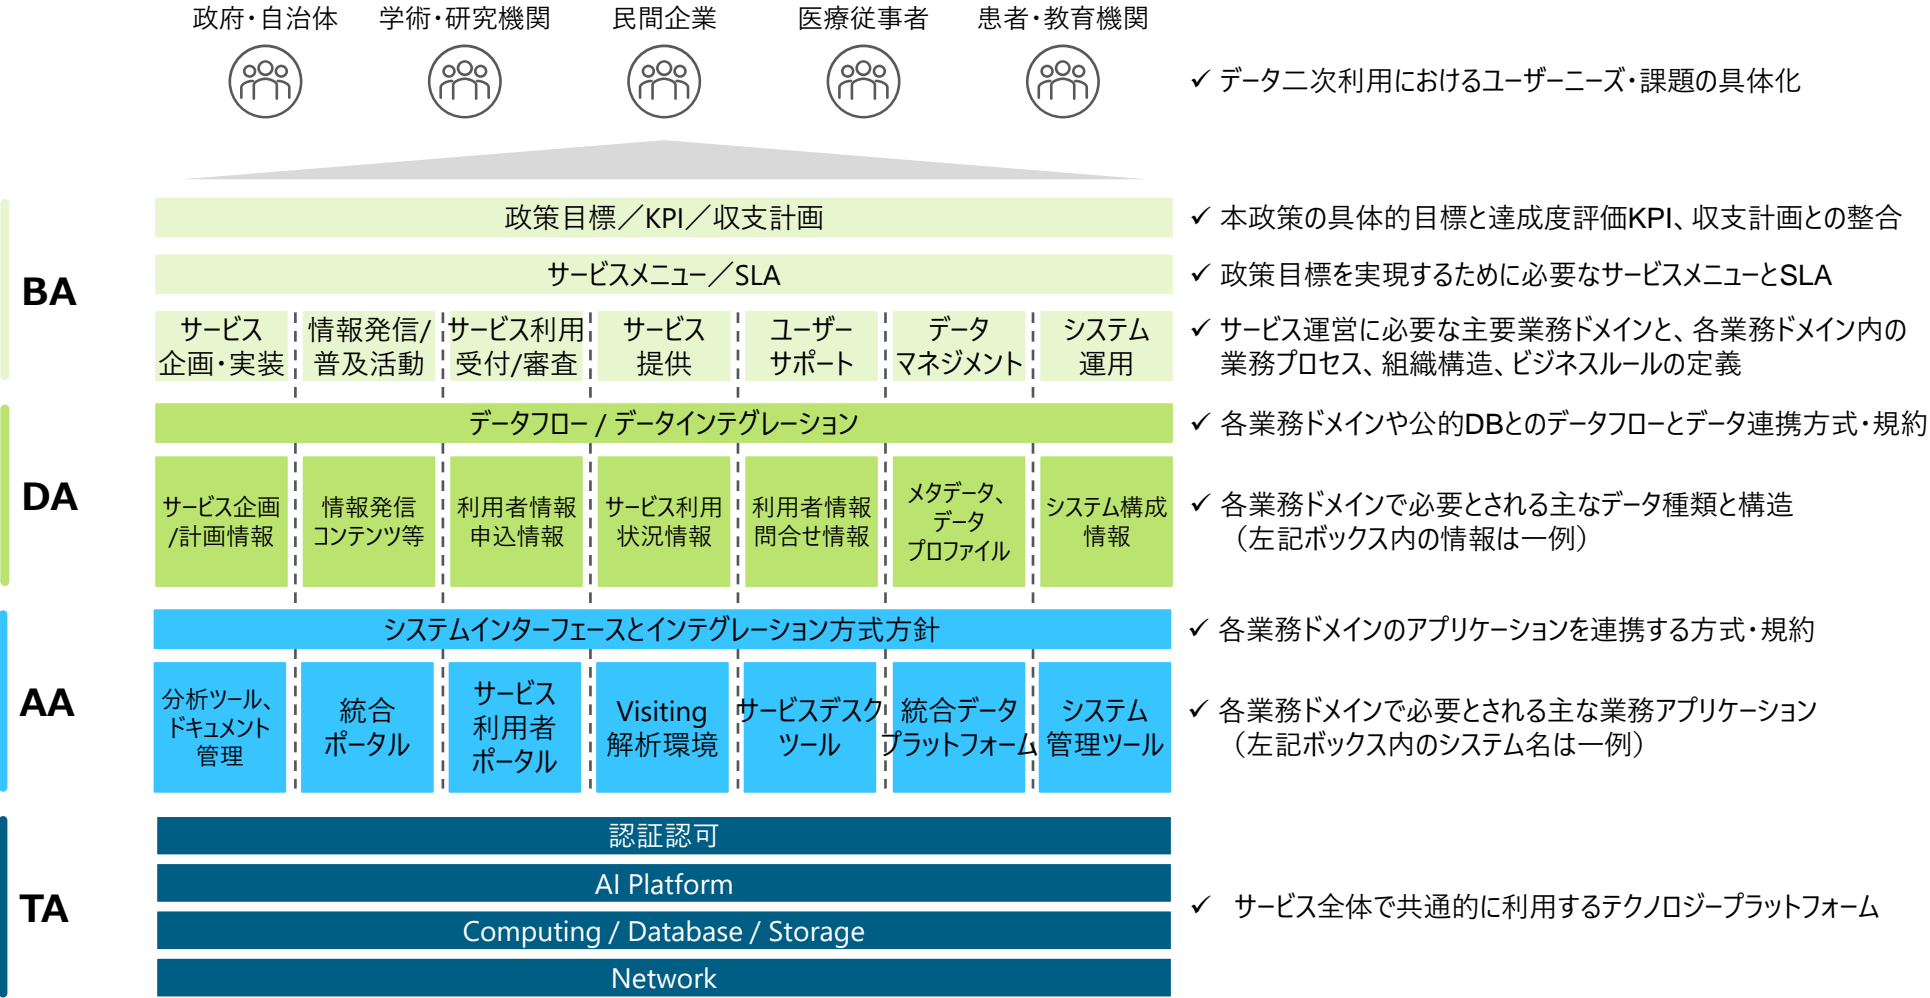 政府・自治体
学術・研究機関
民間企業
医療従事者
患者・教育機関
✓ データ二次利用におけるユーザーニーズ・課題の具体化
BA
政策目標／KPI／収支計画
✓ 本政策の具体的目標と達成度評価KPI、収支計画との整合
サービスメニュー／SLA
✓ 政策目標を実現するために必要なサービスメニューとSLA
サービス
企画・実装
情報発信/
普及活動
サービス利用
受付/審査
サービス
提供
ユーザー
サポート
データ
マネジメント
システム
運用
✓ サービス運営に必要な主要業務ドメインと、各業務ドメイン内の
業務プロセス、組織構造、ビジネスルールの定義
DA
データフロー / データインテグレーション
✓ 各業務ドメインや公的DBとのデータフローとデータ連携方式・規約
サービス企画
/計画情報
情報発信
コンテンツ等
利用者情報
申込情報
サービス利用
状況情報
利用者情報
問合せ情報
メタデータ、
データ
プロファイル
システム構成
情報
✓ 各業務ドメインで必要とされる主なデータ種類と構造
（左記ボックス内の情報は一例）
AA
システムインターフェースとインテグレーション方式方針
✓ 各業務ドメインのアプリケーションを連携する方式・規約
分析ツール、
ドキュメント
管理
統合
ポータル
サービス
利用者
ポータル
Visiting
解析環境
サービスデスク
ツール
統合データ
プラットフォーム
システム
管理ツール
✓ 各業務ドメインで必要とされる主な業務アプリケーション
（左記ボックス内のシステム名は一例）
TA
認証認可
AI Platform
Computing / Database / Storage
Network
✓ サービス全体で共通的に利用するテクノロジープラットフォーム